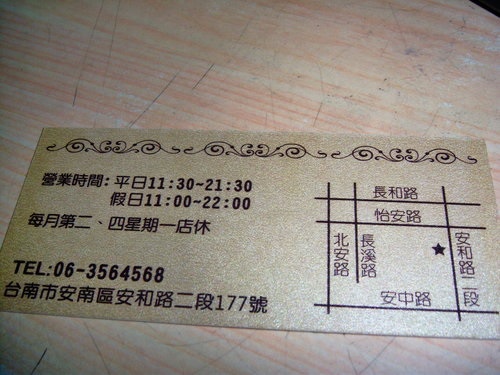 營業時間:平日11:30~21:30
假日11:00~22:00
每月第二、四星期一店休
TEL:06-3564568
台南市安南區安和路二段177號
長和路
怡安路
北安路
長溪路
安和路二段
安中路